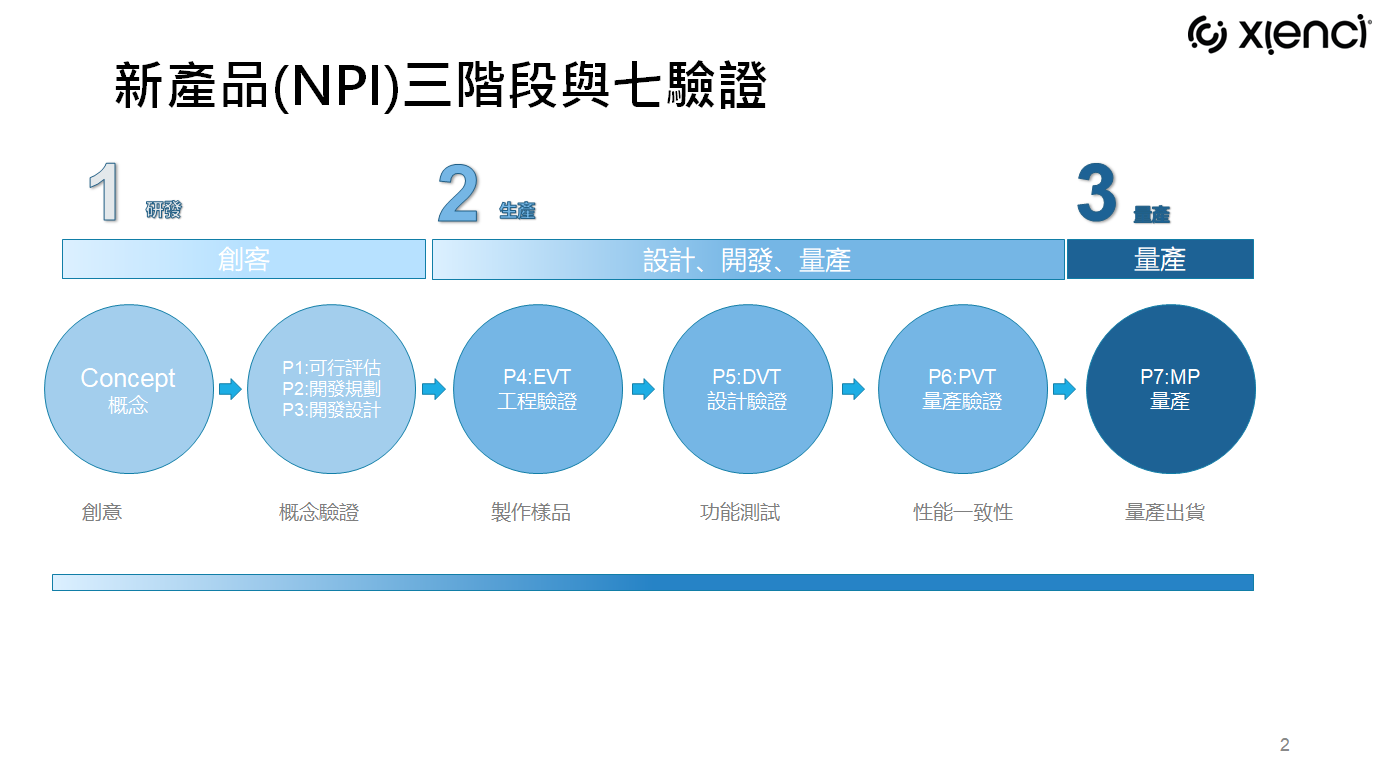 xienci
新產品(NPI)三階段與七驗證
1 研發
2 生產
3 量產
創客
設計、開發、量產
量產
Concept
概念
P1:可行評估
P2:開發規劃
P3:開發設計
P4:EVT
工程驗證
P5:DVT
設計驗證
P6:PVT
量產驗證
P7:MP
量產
創意
概念驗證
製作樣品
功能測試
性能一致性
量產出貨
2